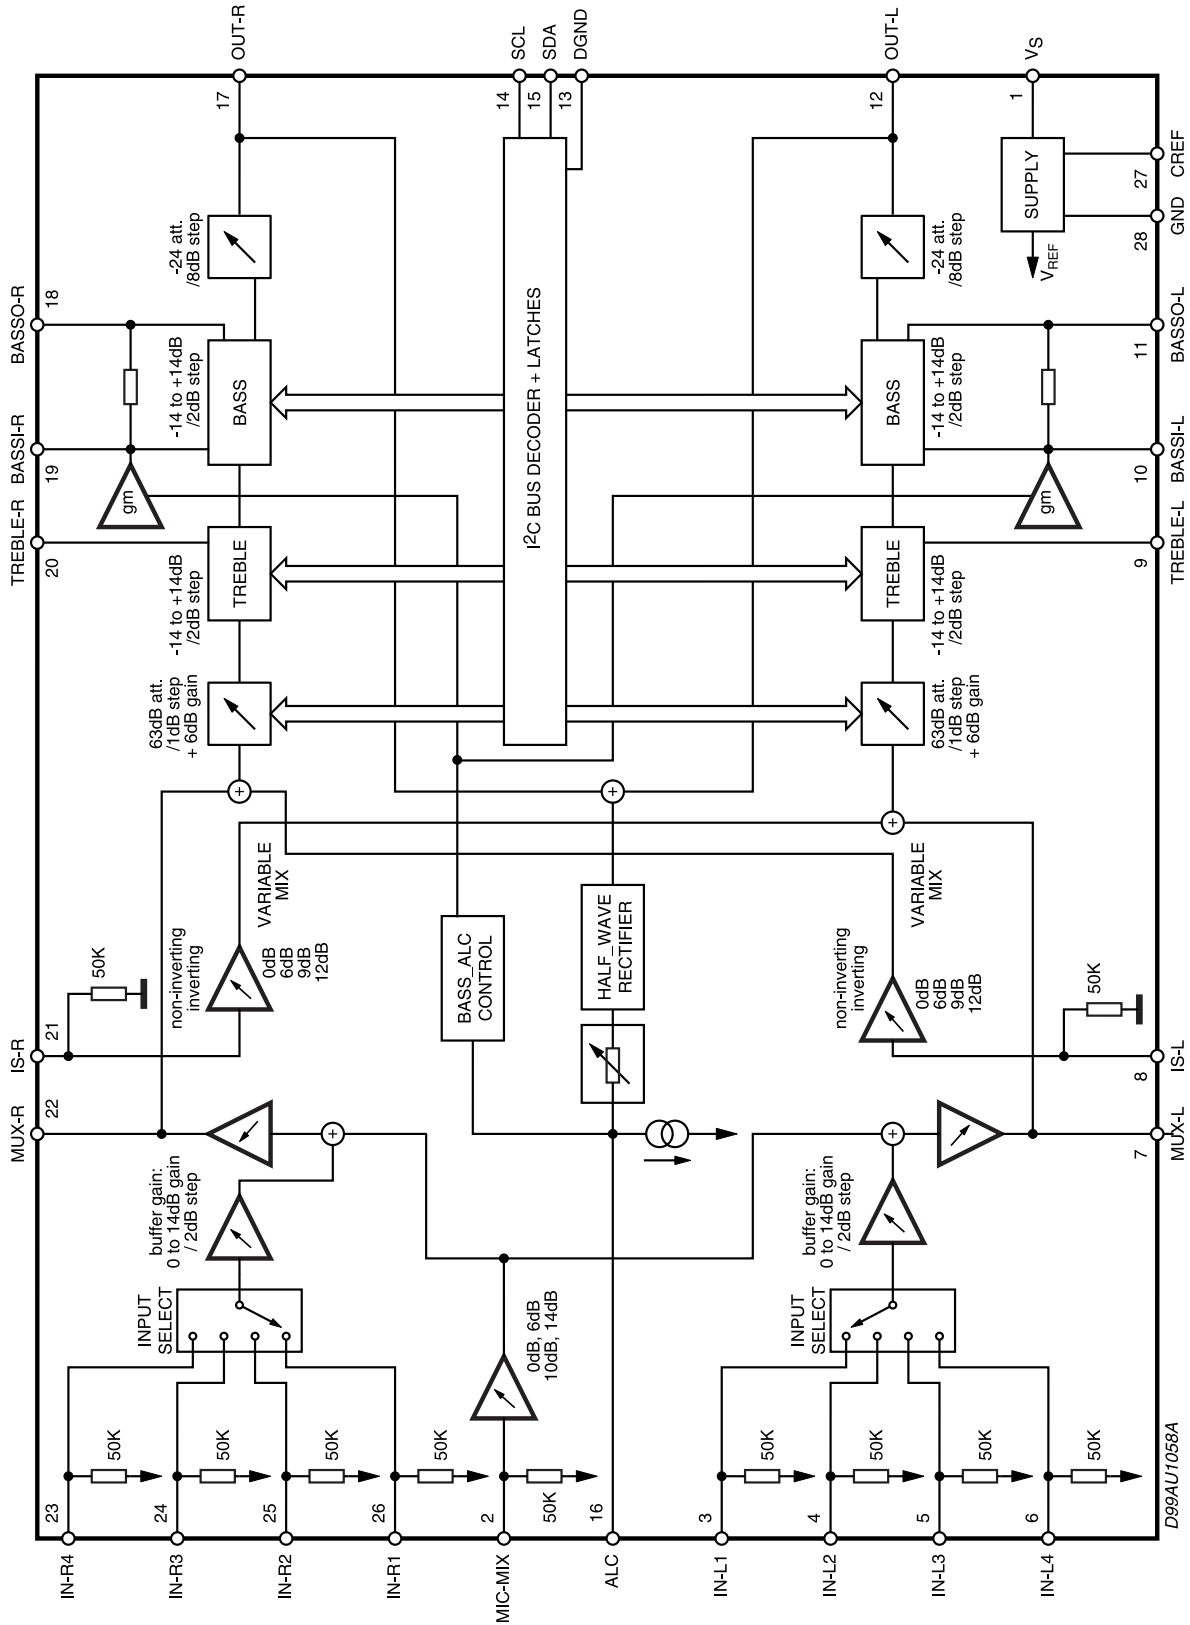 OUT-R
SCL
SDA
DGND
OUT-L
VS
17
14
15
13
12
1
CREF
27
GND
28
SUPPLY
VREF
-24 att.
/8dB step
-24 att.
/8dB step
BASSO-R
18
BASSO-L
11
-14 to +14dB
/2dB step
BASS
I2C BUS DECODER + LATCHES
BASS
-14 to +14dB
/2dB step
BASSI-R
19
BASSI-L
10
gm
gm
TREBLE-R
20
TREBLE-L
9
-14 to +14dB
/2dB step
TREBLE
TREBLE
-14 to +14dB
/2dB step
63dB att.
/1dB step
+ 6dB gain
63dB att.
/1dB step
+ 6dB gain
+
+
+
VARIABLE
MIX
VARIABLE
MIX
non-inverting
inverting
0dB
6dB
9dB
12dB
BASS_ALC
CONTROL
HALF_WAVE
RECTIFIER
non-inverting
inverting
0dB
6dB
9dB
12dB
50K
50K
IS-R
21
IS-L
8
MUX-R
22
MUX-L
7
+
+
buffer gain:
0 to 14dB gain
/ 2dB step
buffer gain:
0 to 14dB gain
/ 2dB step
INPUT
SELECT
INPUT
SELECT
0dB, 6dB
10dB, 14dB
50K
50K
50K
50K
50K
50K
50K
50K
50K
23
24
25
26
2
16
3
4
5
6
IN-R4
IN-R3
IN-R2
IN-R1
MIC-MIX
ALC
IN-L1
IN-L2
IN-L3
IN-L4
D99AU1058A